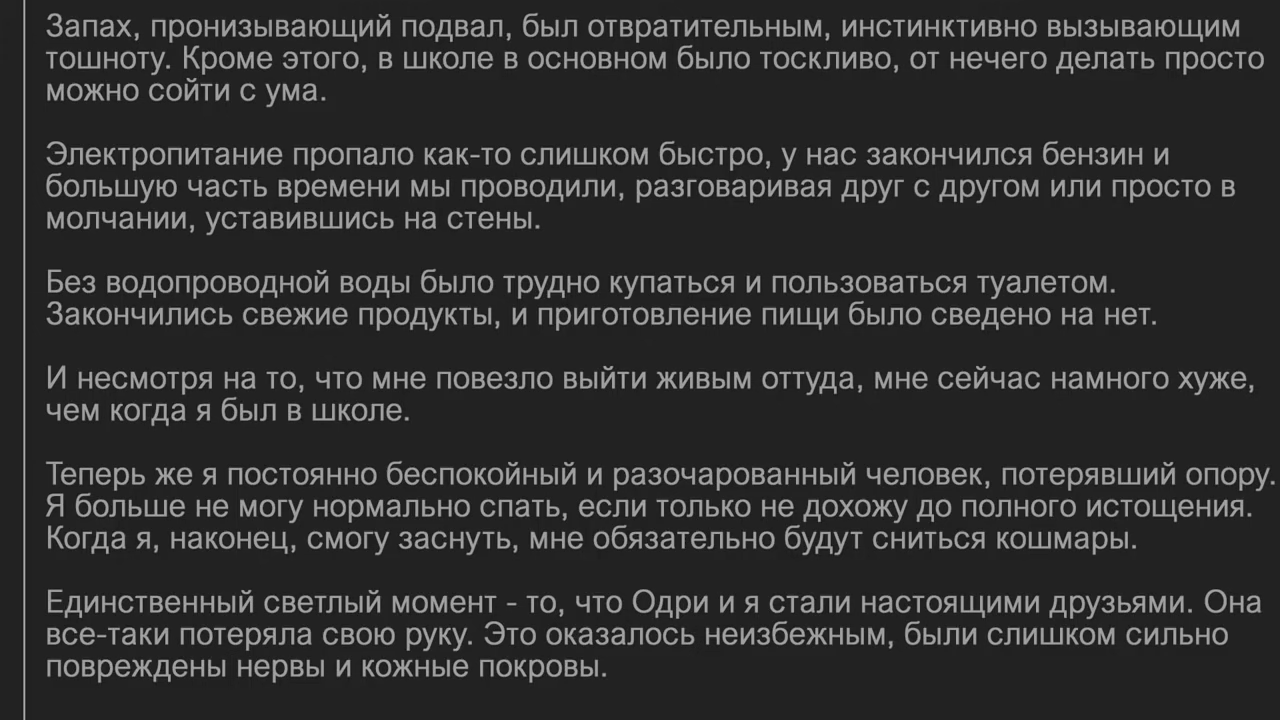 Запах, пронизывающий подвал, был отвратительным, инстинктивно вызывающим
тошноту. Кроме этого, в школе в основном было тоскливо, от нечего делать просто
можно сойти с ума.
Электропитание пропало как-то слишком быстро, у нас закончился бензин и
большую часть времени мы проводили, разговаривая друг с другом или просто в
молчании, уставившись на стены.
Без водопроводной воды было трудно купаться и пользоваться туалетом.
Закончились свежие продукты, и приготовление пищи было сведено на нет.
И несмотря на то, что мне повезло выйти живым оттуда, мне сейчас намного хуже,
чем когда я был в школе.
Теперь же я постоянно беспокойный и разочарованный человек, потерявший опору.
Я больше не могу нормально спать, если только не дохожу до полного истощения.
Когда я, наконец, смогу заснуть, мне обязательно будут сниться кошмары.
Единственный светлый момент - то, что Одри и я стали настоящими друзьями. Она
все-таки потеряла свою руку. Это оказалось неизбежным, были слишком сильно
повреждены нервы и кожные покровы.